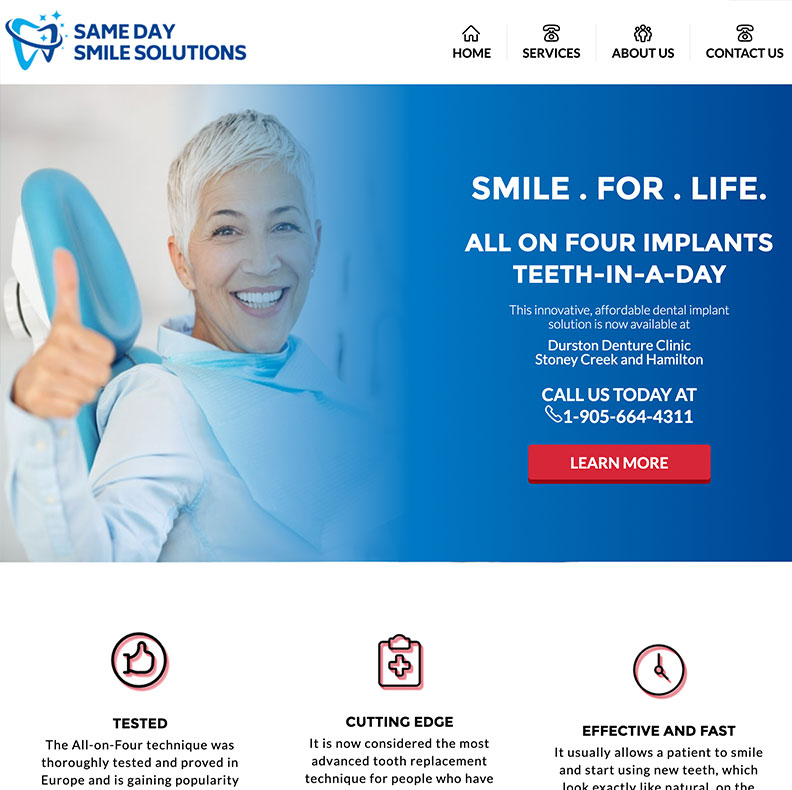 SAME DAY
SMILE SOLUTIONS
HOME
SERVICES
ABOUT US
CONTACT US
SMILE . FOR . LIFE.
ALL ON FOUR IMPLANTS
TEETH-IN-A-DAY
This innovative, affordable dental implant
solution is now available at
Durston Denture Clinic
Stoney Creek and Hamilton
CALL US TODAY AT
1-905-664-4311
LEARN MORE
TESTED
The All-on-Four technique was
thoroughly tested and proved in
Europe and is gaining popularity
CUTTING EDGE
It is now considered the most
advanced tooth replacement
technique for people who have
EFFECTIVE AND FAST
It usually allows a patient to smile
and start using new teeth, which
look exactly like natural, on the